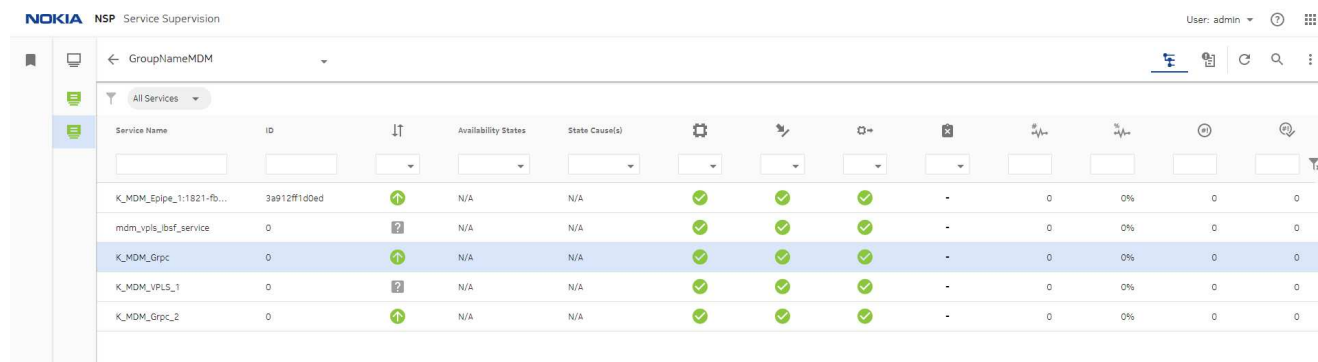 NOKIA NSP Service Supervision User: admin
GroupNameMDM
All Services
Service Name ID Availability States State Cause(s)
K_MDM_Epipe_1:1821-fb... 3a912ff1d0ed N/A N/A - 0 0% 0 0
mdm_vpls_ibsf_service 0 ? N/A N/A - 0 0% 0 0
K_MDM_Grpc 0 N/A N/A - 0 0% 0 0
K_MDM_VPLS_1 0 ? N/A N/A - 0 0% 0 0
K_MDM_Grpc_2 0 N/A N/A - 0 0% 0 0